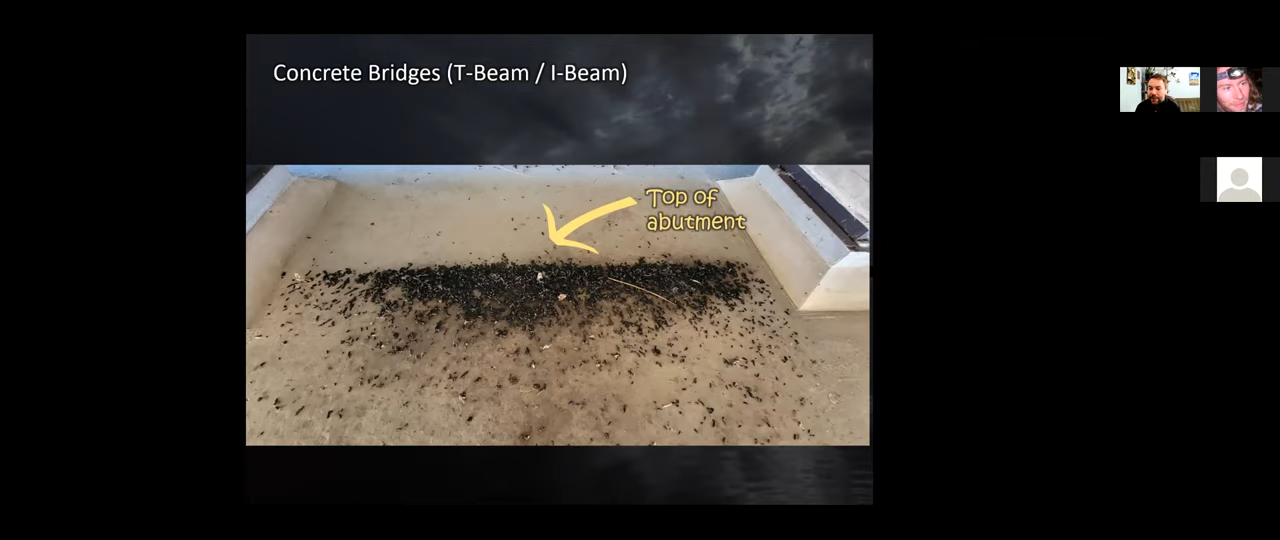 Concrete Bridges (T-Beam / I-Beam)
Top of
abutment